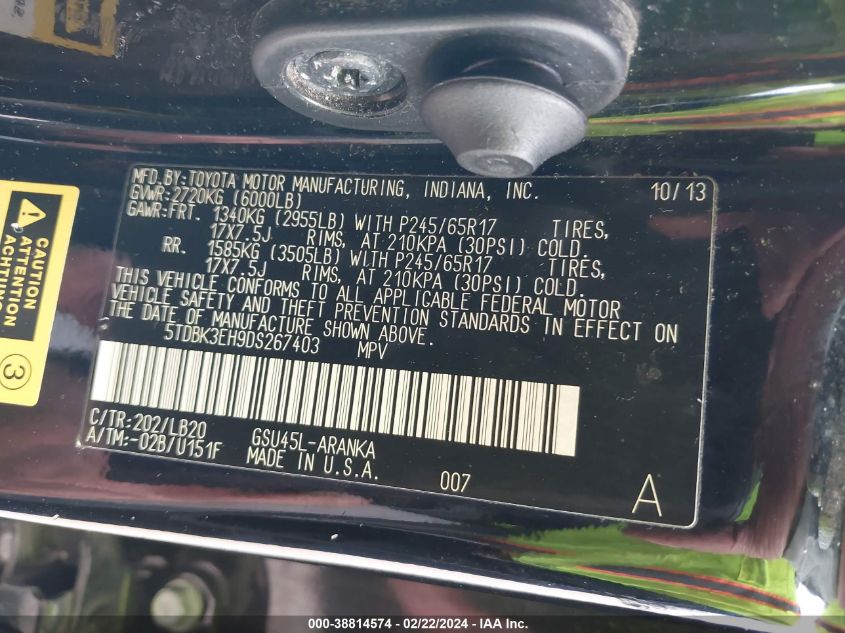 MFD.BY:TOYOTA MOTOR MANUFACTURING, INDIANA, INC. 10/13
GVWR:2720KG (6000LB)
GAWR:FRT. 1340KG (2955LB) WITH P245/65R17 TIRES,
17X7.5J RIMS, AT 210KPA (30PSI) COLD.
RR. 1585KG (3505LB) WITH P245/65R17 TIRES,
17X7.5J RIMS, AT 210KPA (30PSI) COLD.
THIS VEHICLE CONFORMS TO ALL APPLICABLE FEDERAL MOTOR
VEHICLE SAFETY AND THEFT PREVENTION STANDARDS IN EFFECT ON
THE DATE OF MANUFACTURE SHOWN ABOVE.
5TDBK3EH9DS267403 MPV
C/TR:202/LB20
A/TM:-02B/U151F
GSU45L-ARANKA
MADE IN U.S.A.
007
A
CAUTION
ATTENTION
ACHTUNG
3
000-38814574 - 02/22/2024 - IAA Inc.